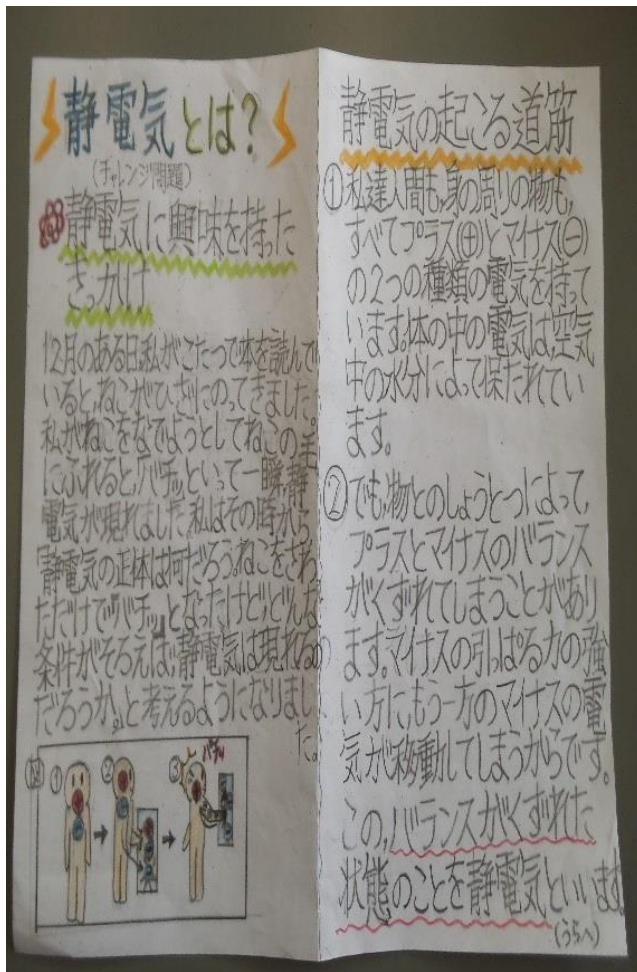 静電気とは？
(チャレンジ問題)
静電気に興味を持った
きっかけ
12月のある日、私がこたつで本を読んで
いると、ねこがひざにのってきました。
私がねこをなでようとしてねこの毛
にふれると、「バチッ」といって一瞬、静
電気が現れました。私はその時から
「静電気の正体は何だろう。ねこをさわっ
ただけで『バチッ』となったけど、どんな
条件がそろえば、静電気は現れるの
だろうか。」と考えるようになりまし
た。
図
① ② ③
バチッ
静電気の起こる道筋
①私達人間も、身の周りの物も、
すべてプラス(＋)とマイナス(－)
の2つの種類の電気を持って
います。体の中の電気は、空気
中の水分によって保たれてい
ます。
②でも、物とのしょうとつによって、
プラスとマイナスのバランス
がくずれてしまうことがあり
ます。マイナスの引っぱる力の強
い方に、もう一方のマイナスの電
気が移動してしまうからです。
この、バランスがくずれた
状態のことを静電気といいます。
(うらへ)